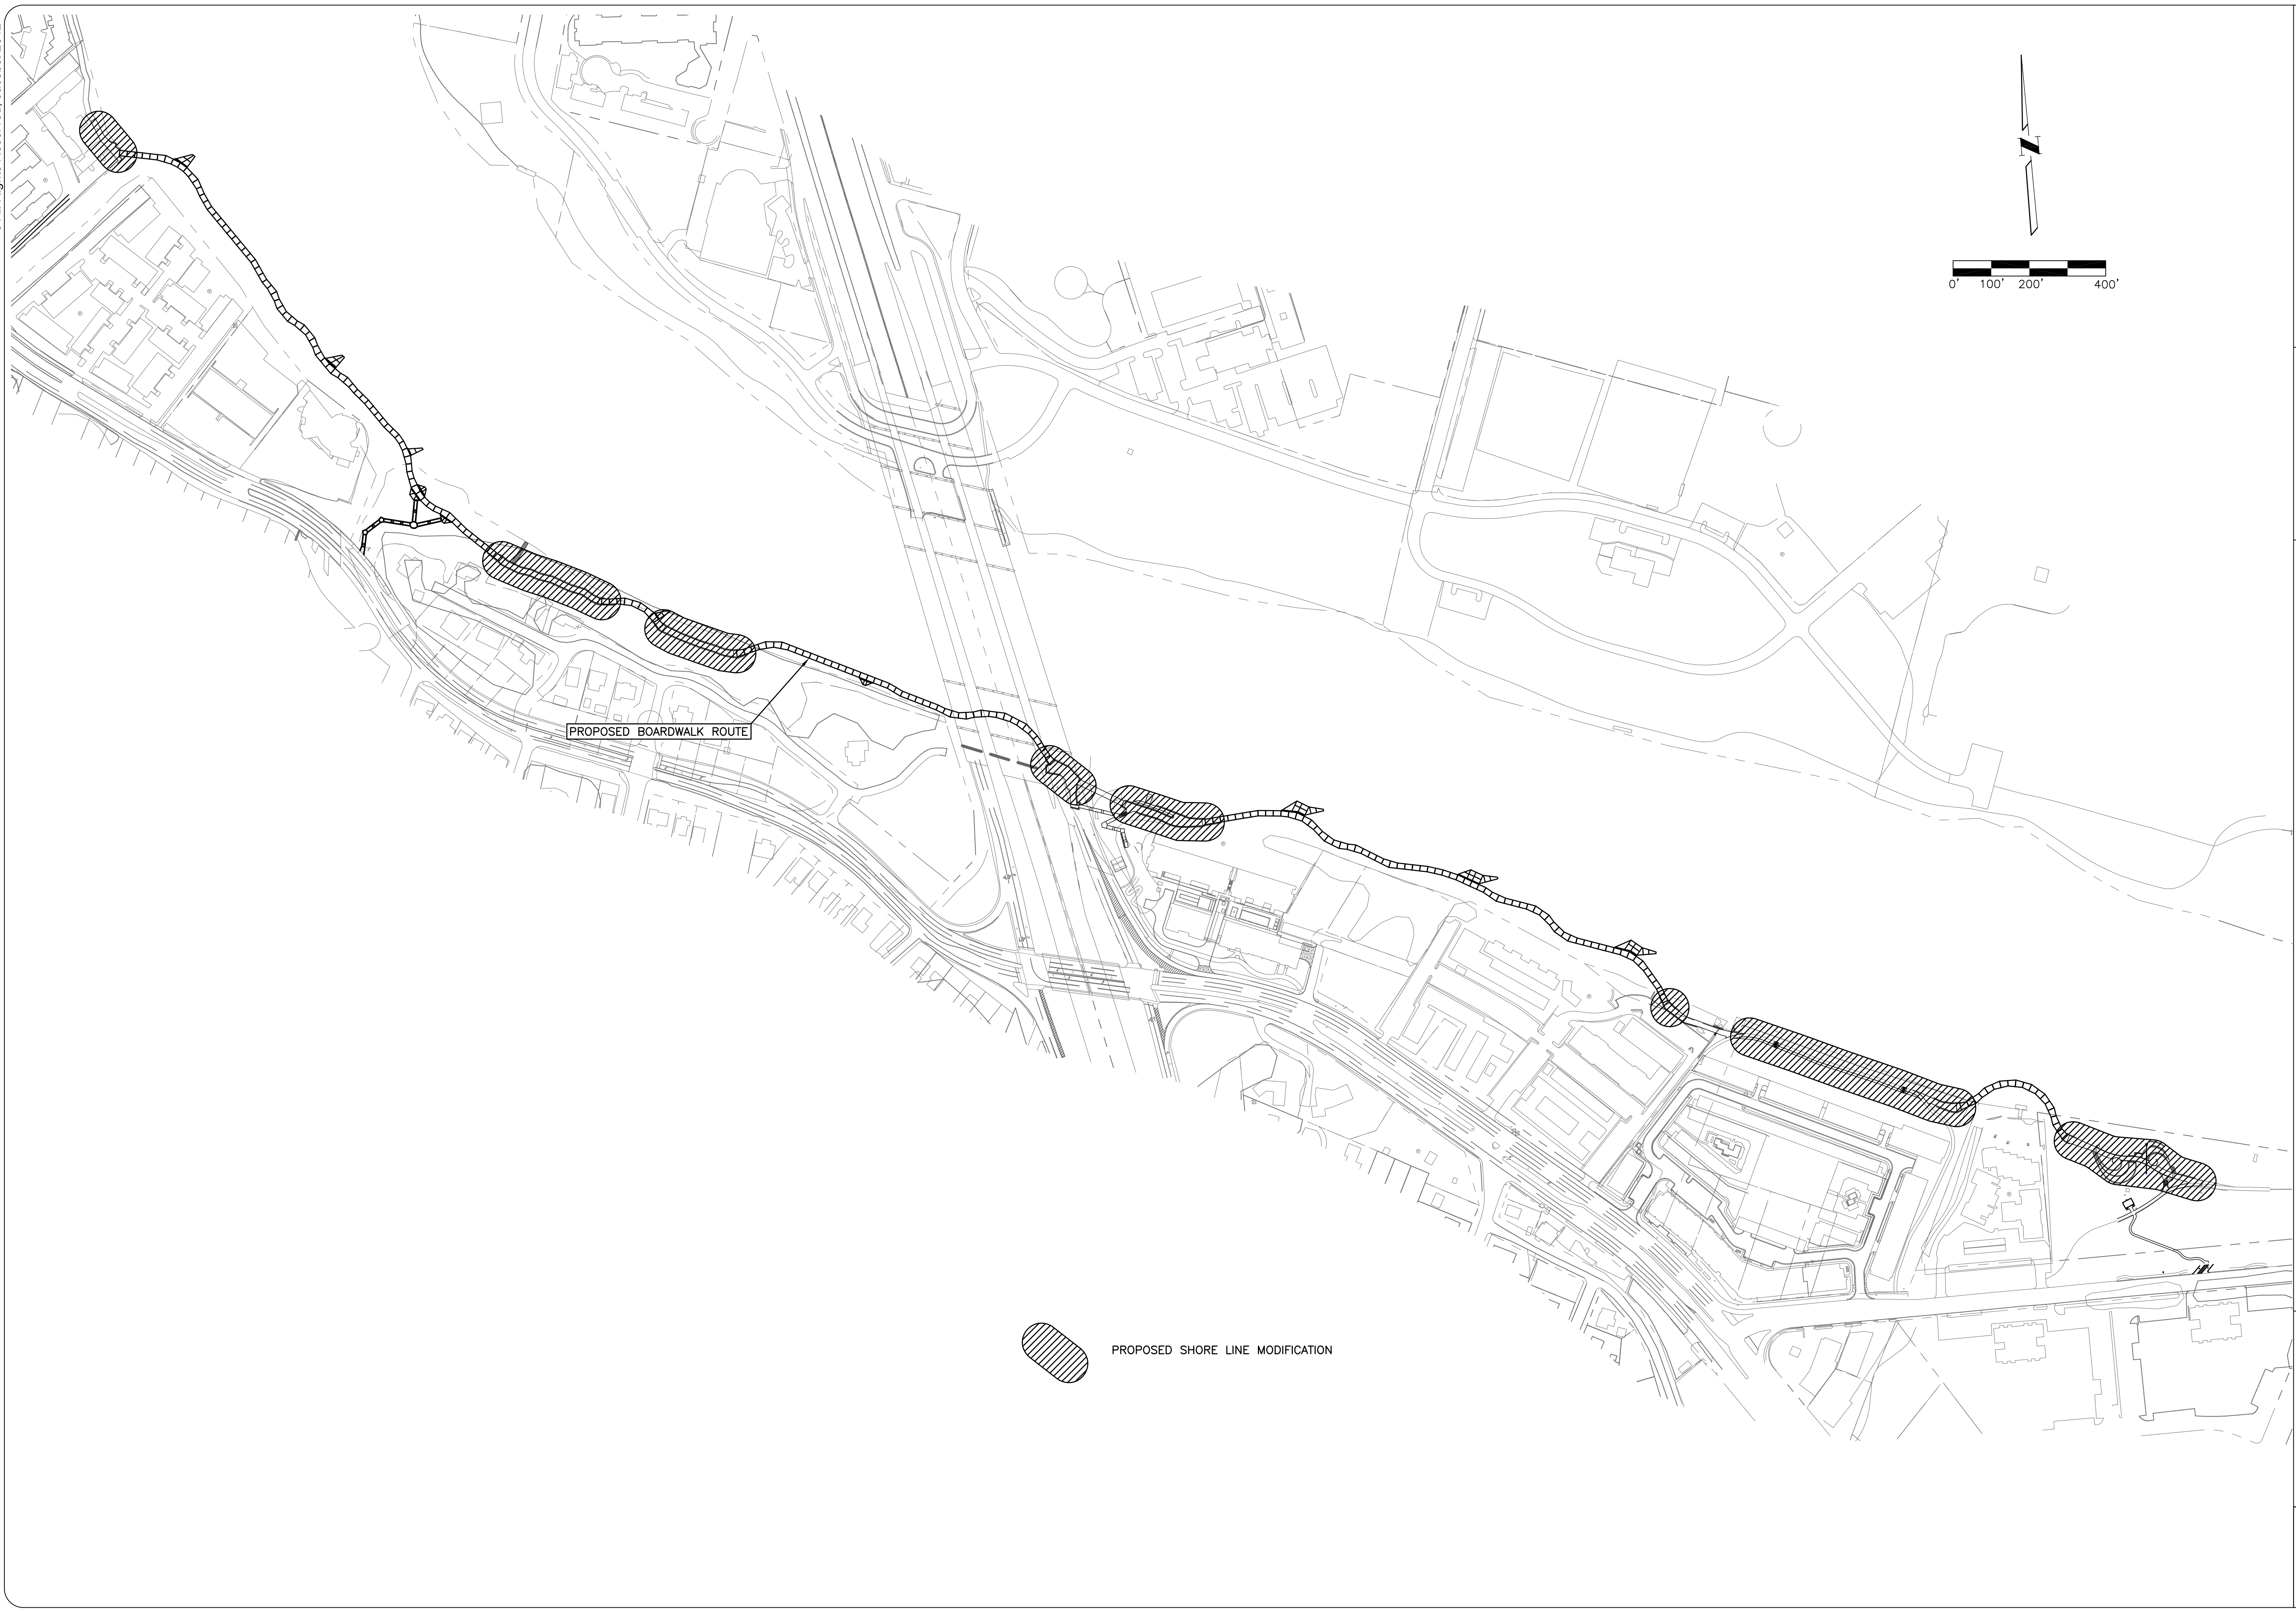 N
0' 100' 200' 400'
PROPOSED BOARDWALK ROUTE
PROPOSED SHORE LINE MODIFICATION